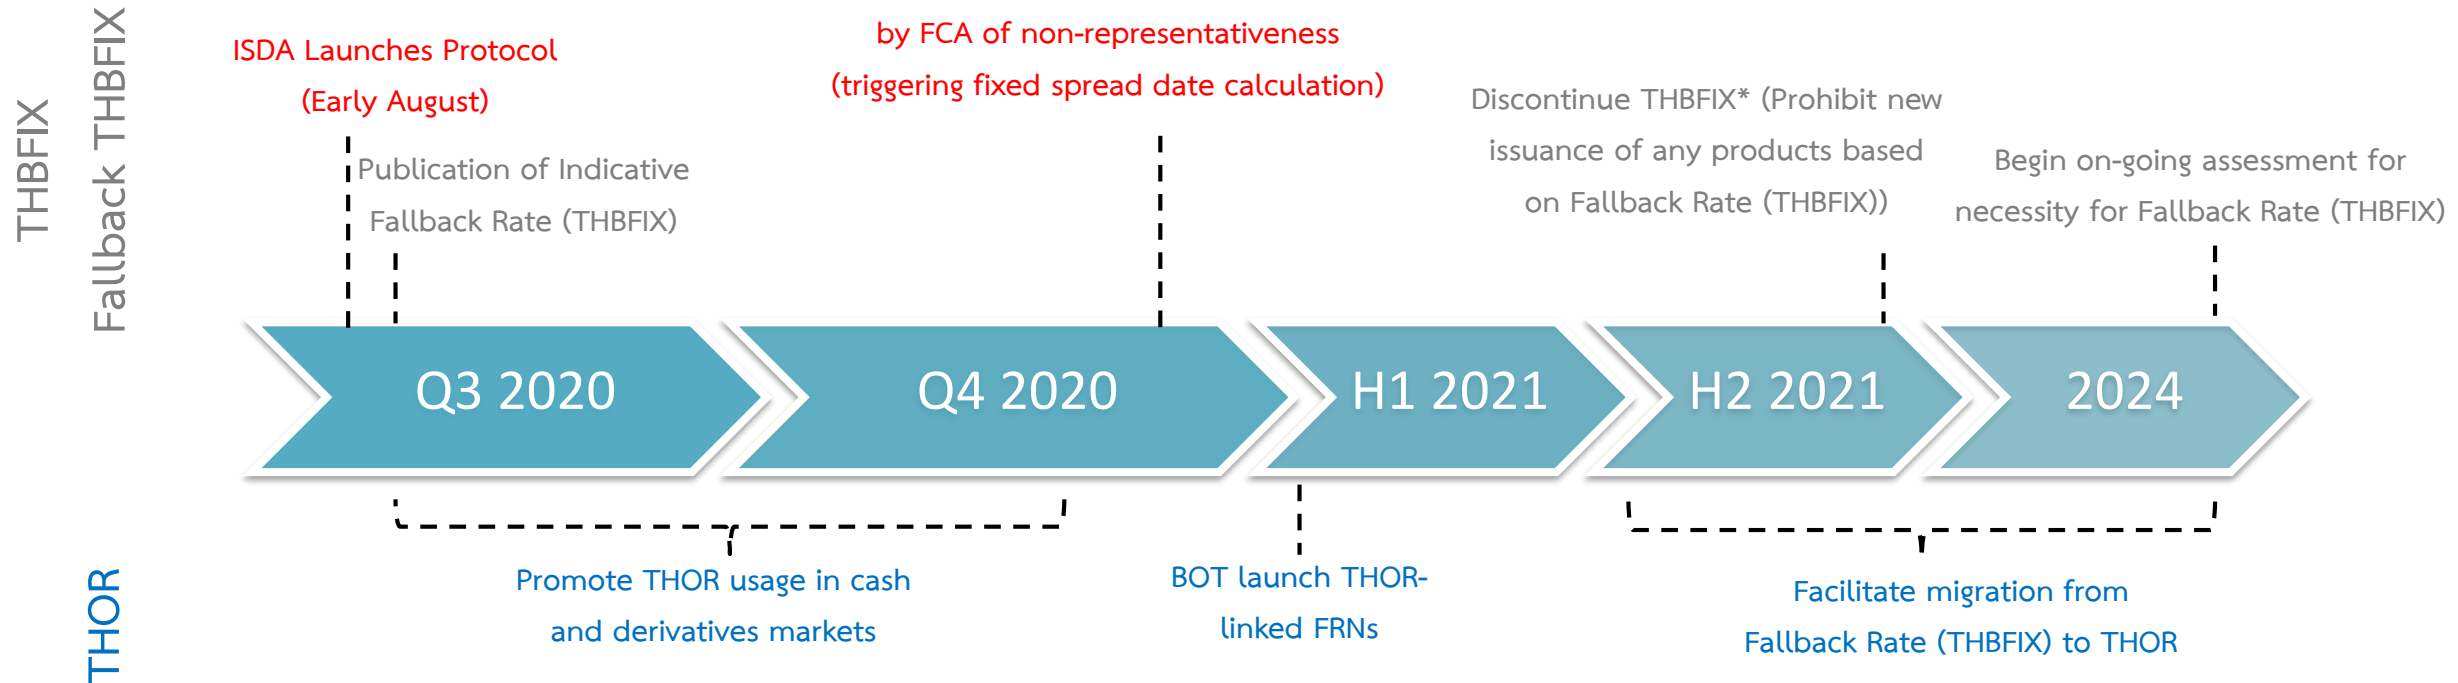 THBFIX
Fallback THBFIX
ISDA Launches Protocol
(Early August)
Publication of Indicative
Fallback Rate (THBFIX)
by FCA of non-representativeness
(triggering fixed spread date calculation)
Discontinue THBFIX* (Prohibit new
issuance of any products based
on Fallback Rate (THBFIX))
Begin on-going assessment for
necessity for Fallback Rate (THBFIX)
Q3 2020
Q4 2020
H1 2021
H2 2021
2024
THOR
Promote THOR usage in cash
and derivatives markets
BOT launch THOR-
linked FRNs
Facilitate migration from
Fallback Rate (THBFIX) to THOR